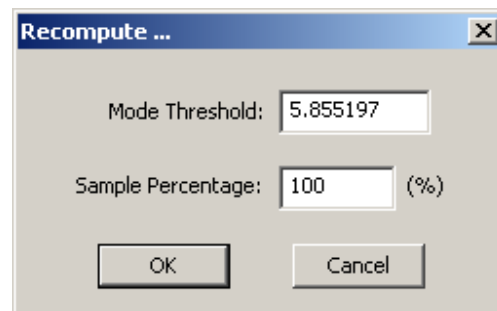 Recompute ...
Mode Threshold: 5.855197
Sample Percentage: 100 (%)
OK Cancel